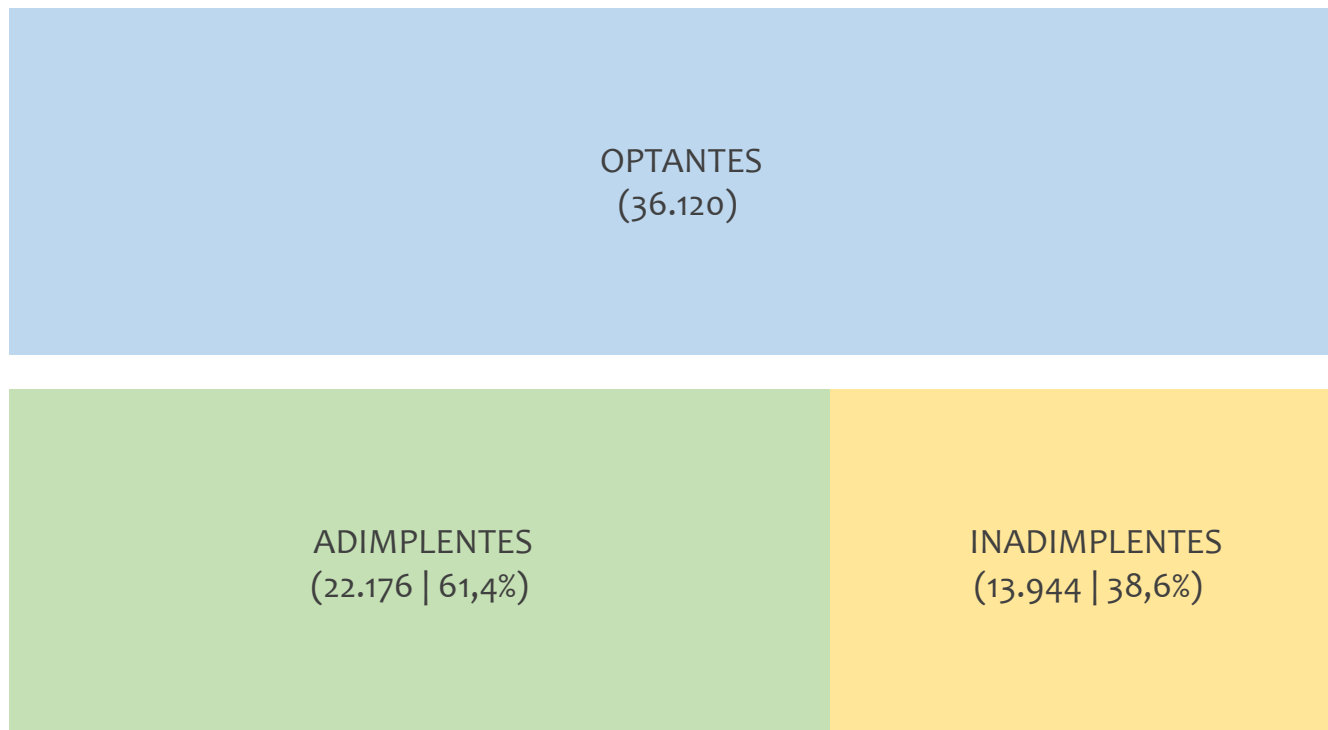 OPTANTES
(36.120)
ADIMPLENTES
(22.176 | 61,4%)
INADIMPLENTES
(13.944 | 38,6%)